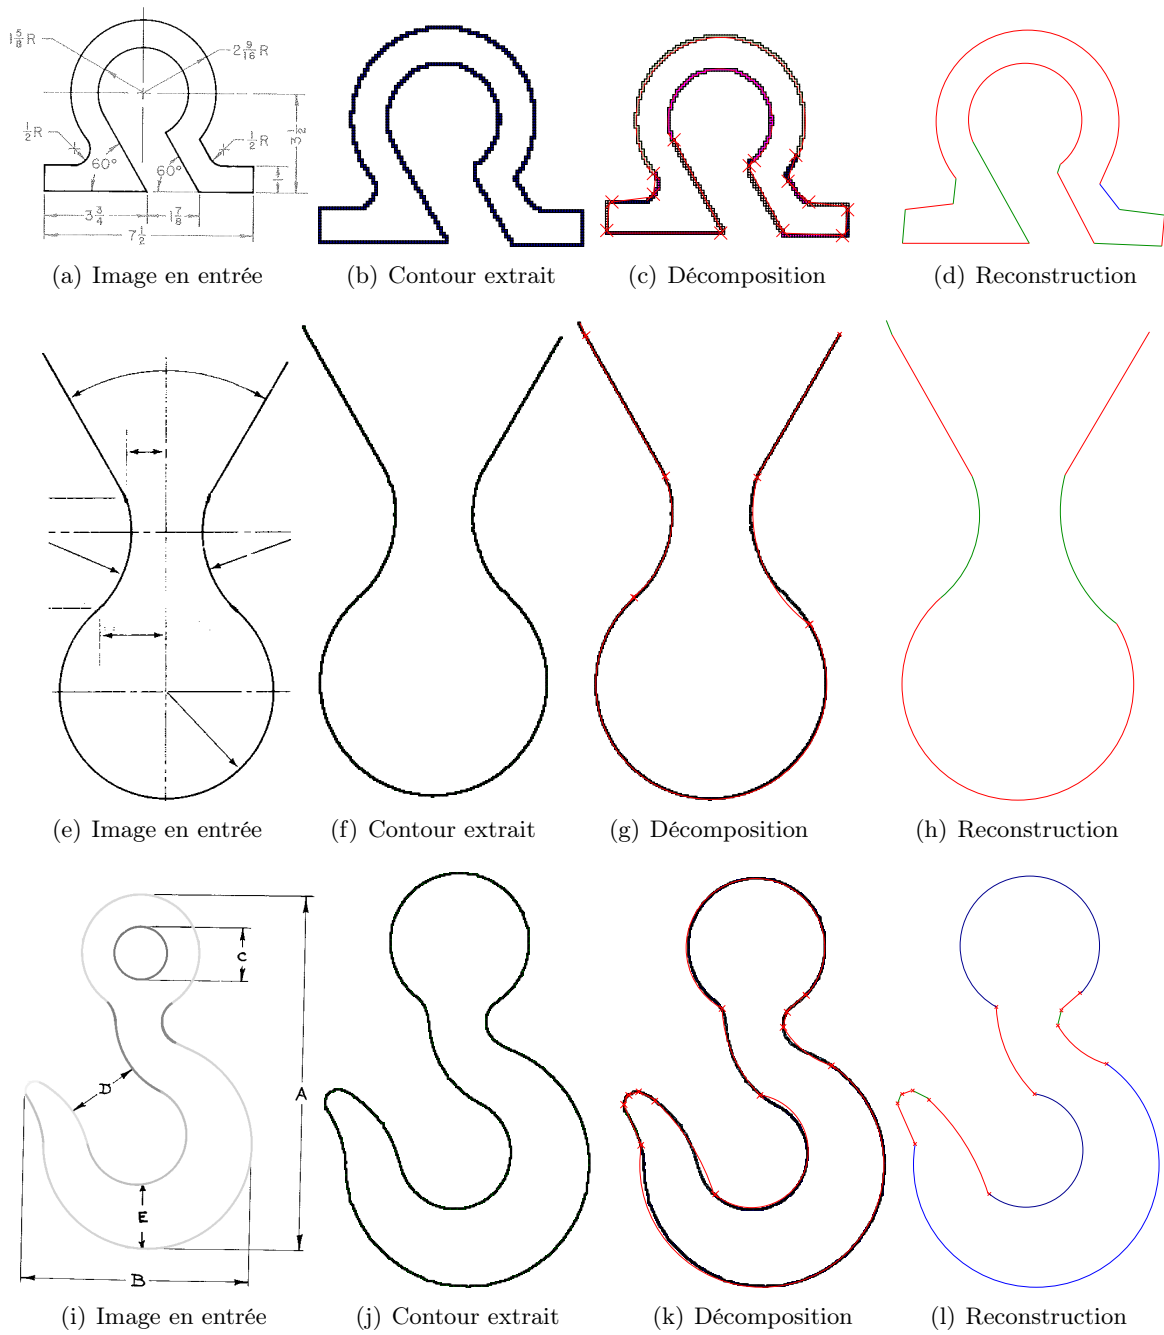 1 5/8 R
2 9/16 R
1/2 R
1/2 R
60°
60°
3 1/2
3 3/4
1 7/8
7 1/2
(a) Image en entrée
(b) Contour extrait
(c) Décomposition
(d) Reconstruction
(e) Image en entrée
(f) Contour extrait
(g) Décomposition
(h) Reconstruction
C
D
A
E
B
(i) Image en entrée
(j) Contour extrait
(k) Décomposition
(l) Reconstruction